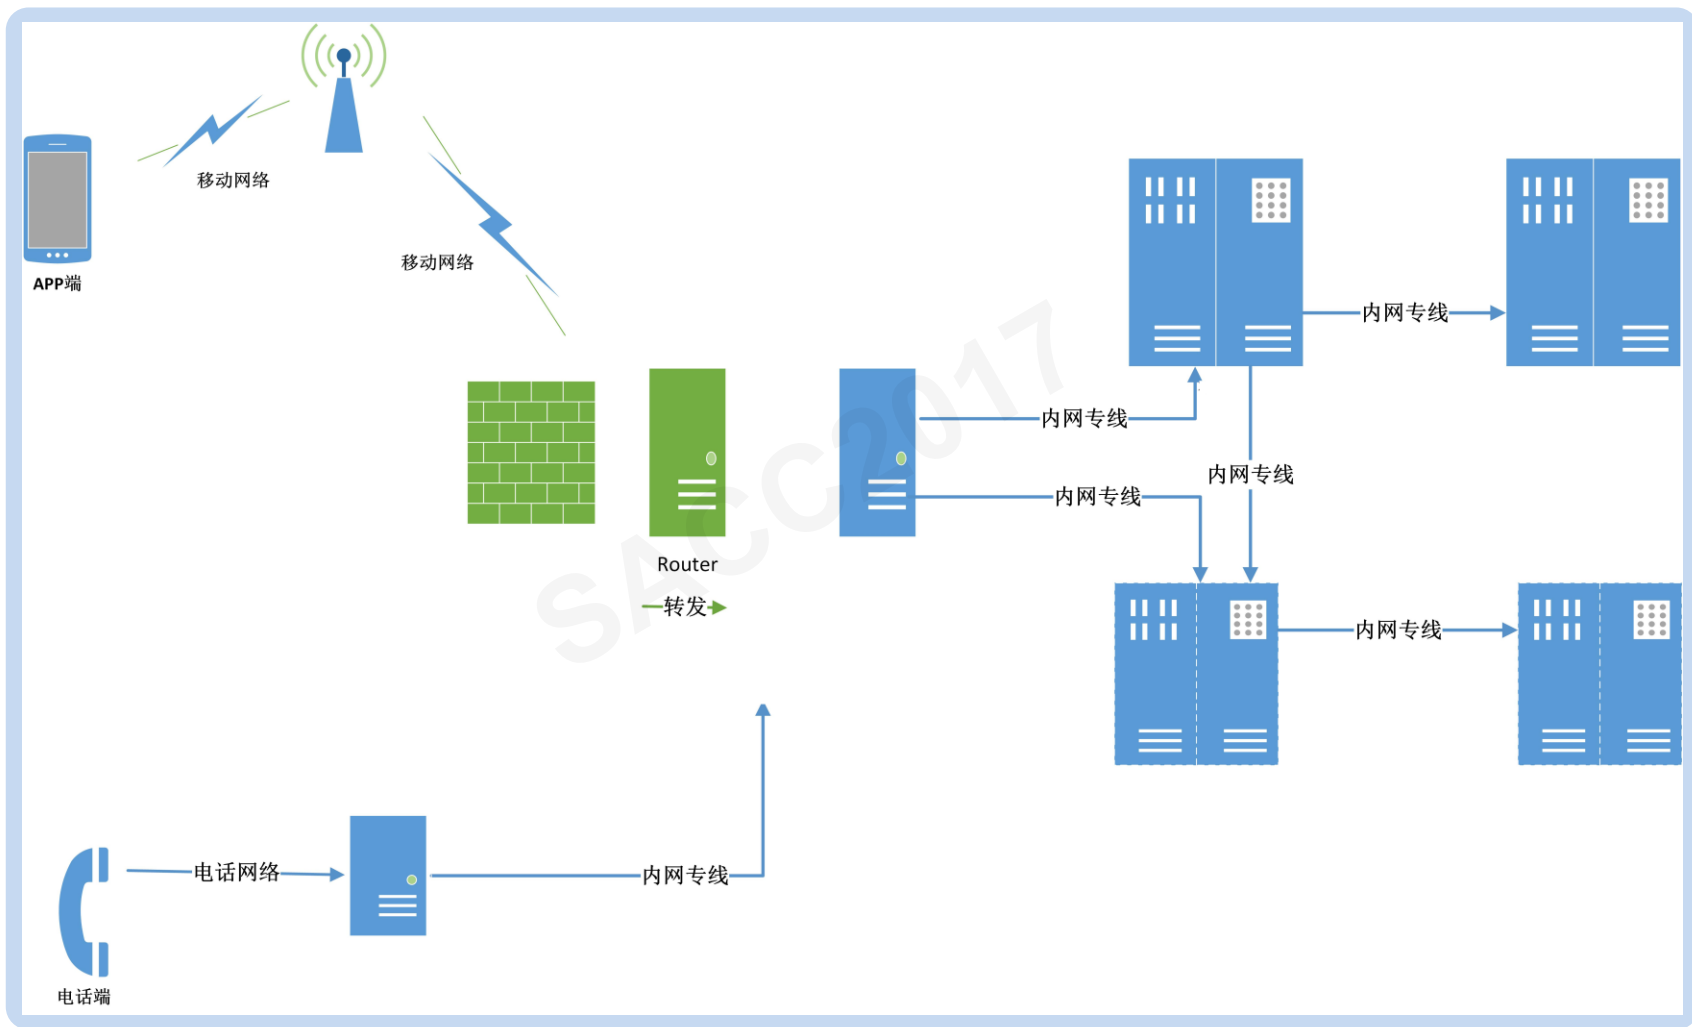 移动网络
移动网络
APP端
内网专线
内网专线
内网专线
内网专线
Router
转发
内网专线
电话网络
内网专线
电话端
SACC2017